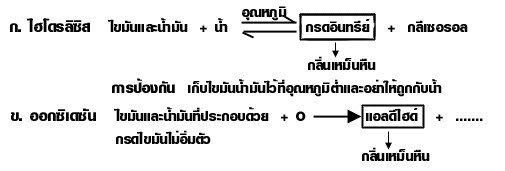 อุณหภูมิ
ก. ไฮโดรลิซิส ไขมันและน้ำมัน + น้ำ กรดอินทรีย์ + กลีเซอรอล
กลิ่นเหม็นหืน
การป้องกัน เก็บไขมันน้ำมันไว้ที่อุณหภูมิต่ำและอย่าให้ถูกกับน้ำ
ข. ออกซิเดชัน ไขมันและน้ำมันที่ประกอบด้วย + O แอลดีไฮด์ + .......
กรดไขมันไม่อิ่มตัว
กลิ่นเหม็นหืน